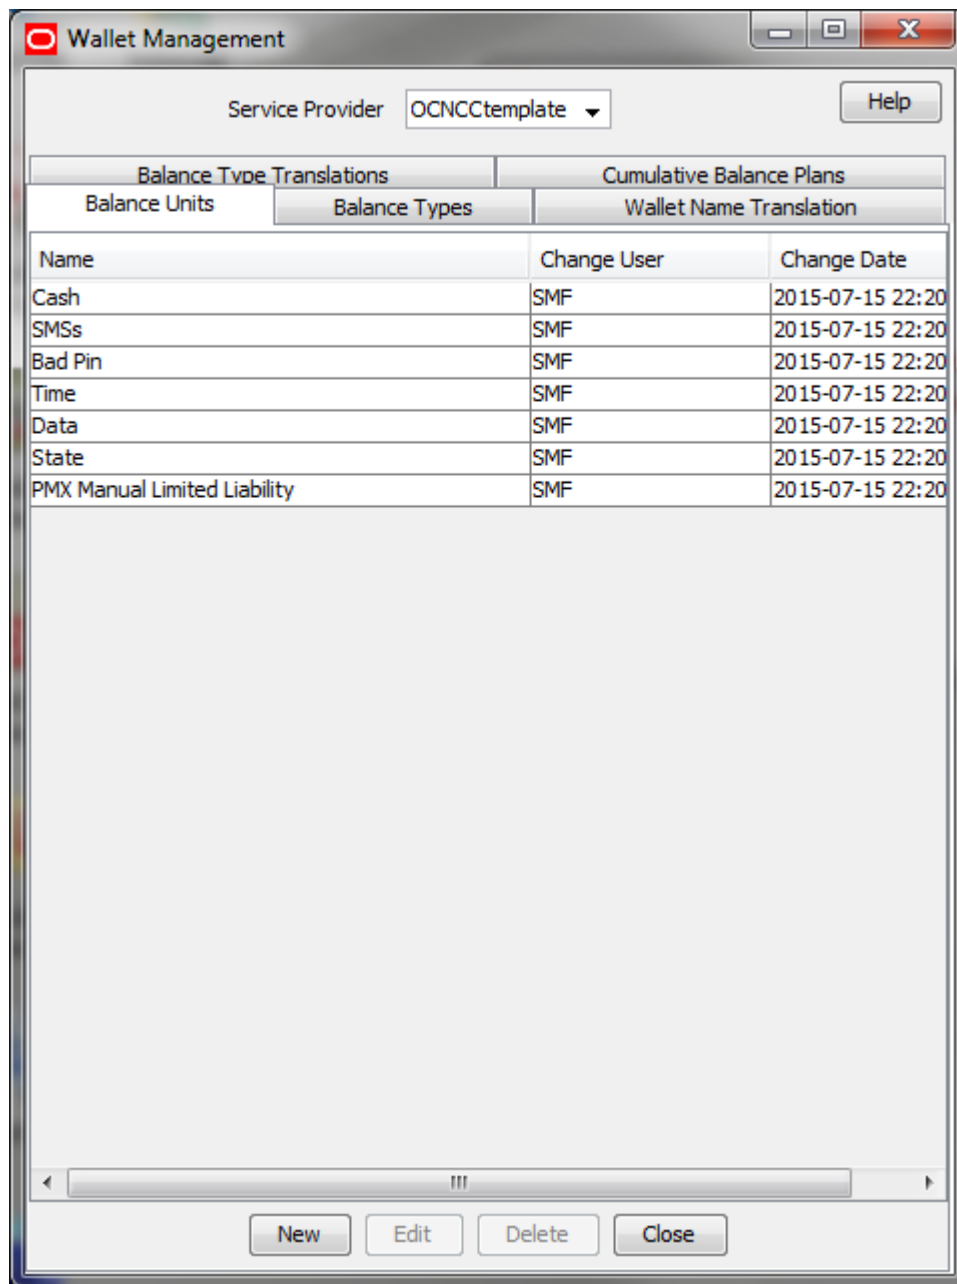 Wallet Management
Service Provider OCNCCtemplate Help
Balance Type Translations Cumulative Balance Plans
Balance Units Balance Types Wallet Name Translation
Name Change User Change Date
Cash SMF 2015-07-15 22:20
SMSs SMF 2015-07-15 22:20
Bad Pin SMF 2015-07-15 22:20
Time SMF 2015-07-15 22:20
Data SMF 2015-07-15 22:20
State SMF 2015-07-15 22:20
PMX Manual Limited Liability SMF 2015-07-15 22:20
New Edit Delete Close